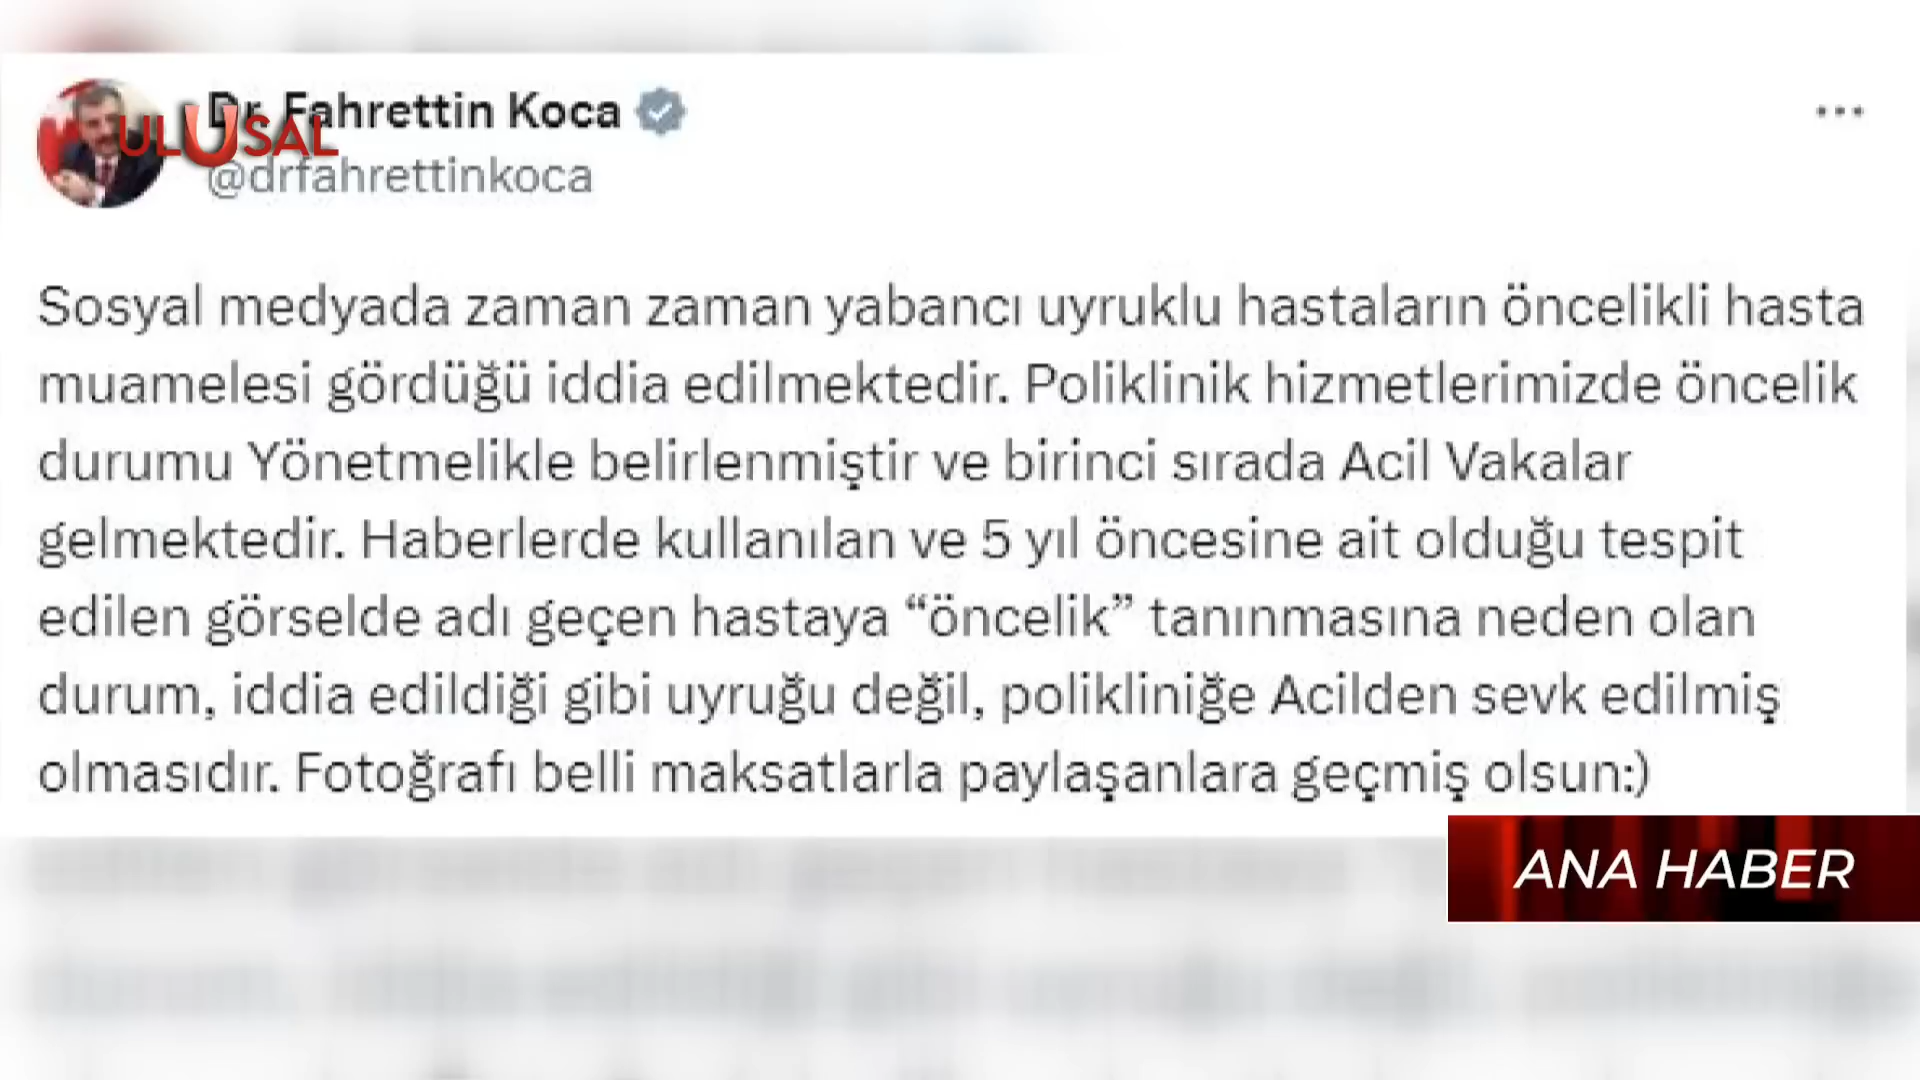 Dr. Fahrettin Koca
ULUSAL
@drfahrettinkoca
Sosyal medyada zaman zaman yabancı uyruklu hastaların öncelikli hasta
muamelesi gördüğü iddia edilmektedir. Poliklinik hizmetlerimizde öncelik
durumu Yönetmelikle belirlenmiştir ve birinci sırada Acil Vakalar
gelmektedir. Haberlerde kullanılan ve 5 yıl öncesine ait olduğu tespit
edilen görselde adı geçen hastaya “öncelik” tanınmasına neden olan
durum, iddia edildiği gibi uyruğu değil, polikliniğe Acilden sevk edilmiş
olmasıdır. Fotoğrafı belli maksatlarla paylaşanlara geçmiş olsun:)
ANA HABER